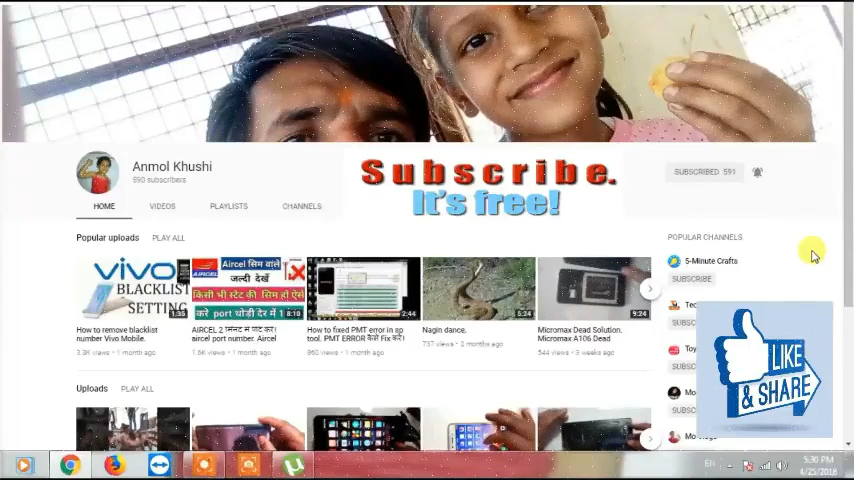 Anmol Khushi
590 subscribers
Subscribe.
It's free!
SUBSCRIBED 591
HOME VIDEOS PLAYLISTS CHANNELS
Popular uploads PLAY ALL
POPULAR CHANNELS
5-Minute Crafts
SUBSCRIBE
vivo
BLACKLIST
SETTING
1:35
Aircel सिम वाले
जल्दी देखें
AIRCEL
किसी भी स्टेट की सिम हो ऐसे
करें port थोड़ी देर में
8:10
2:44
5:24
9:24
How to remove blacklist
number Vivo Mobile.
3.3K views • 1 month ago
AIRCEL 2 मिनट में पोर्ट करें!
aircel port number. Aircel
1.6K views • 1 month ago
How to fixed PMT error in sp
tool. PMT ERROR कैसे Fix करें।
960 views • 1 month ago
Nagin dance.
737 views • 2 months ago
Micromax Dead Solution.
Micromax A106 Dead
544 views • 3 weeks ago
LIKE
& SHARE
Uploads PLAY ALL
EN
5:30 PM
4/25/2018